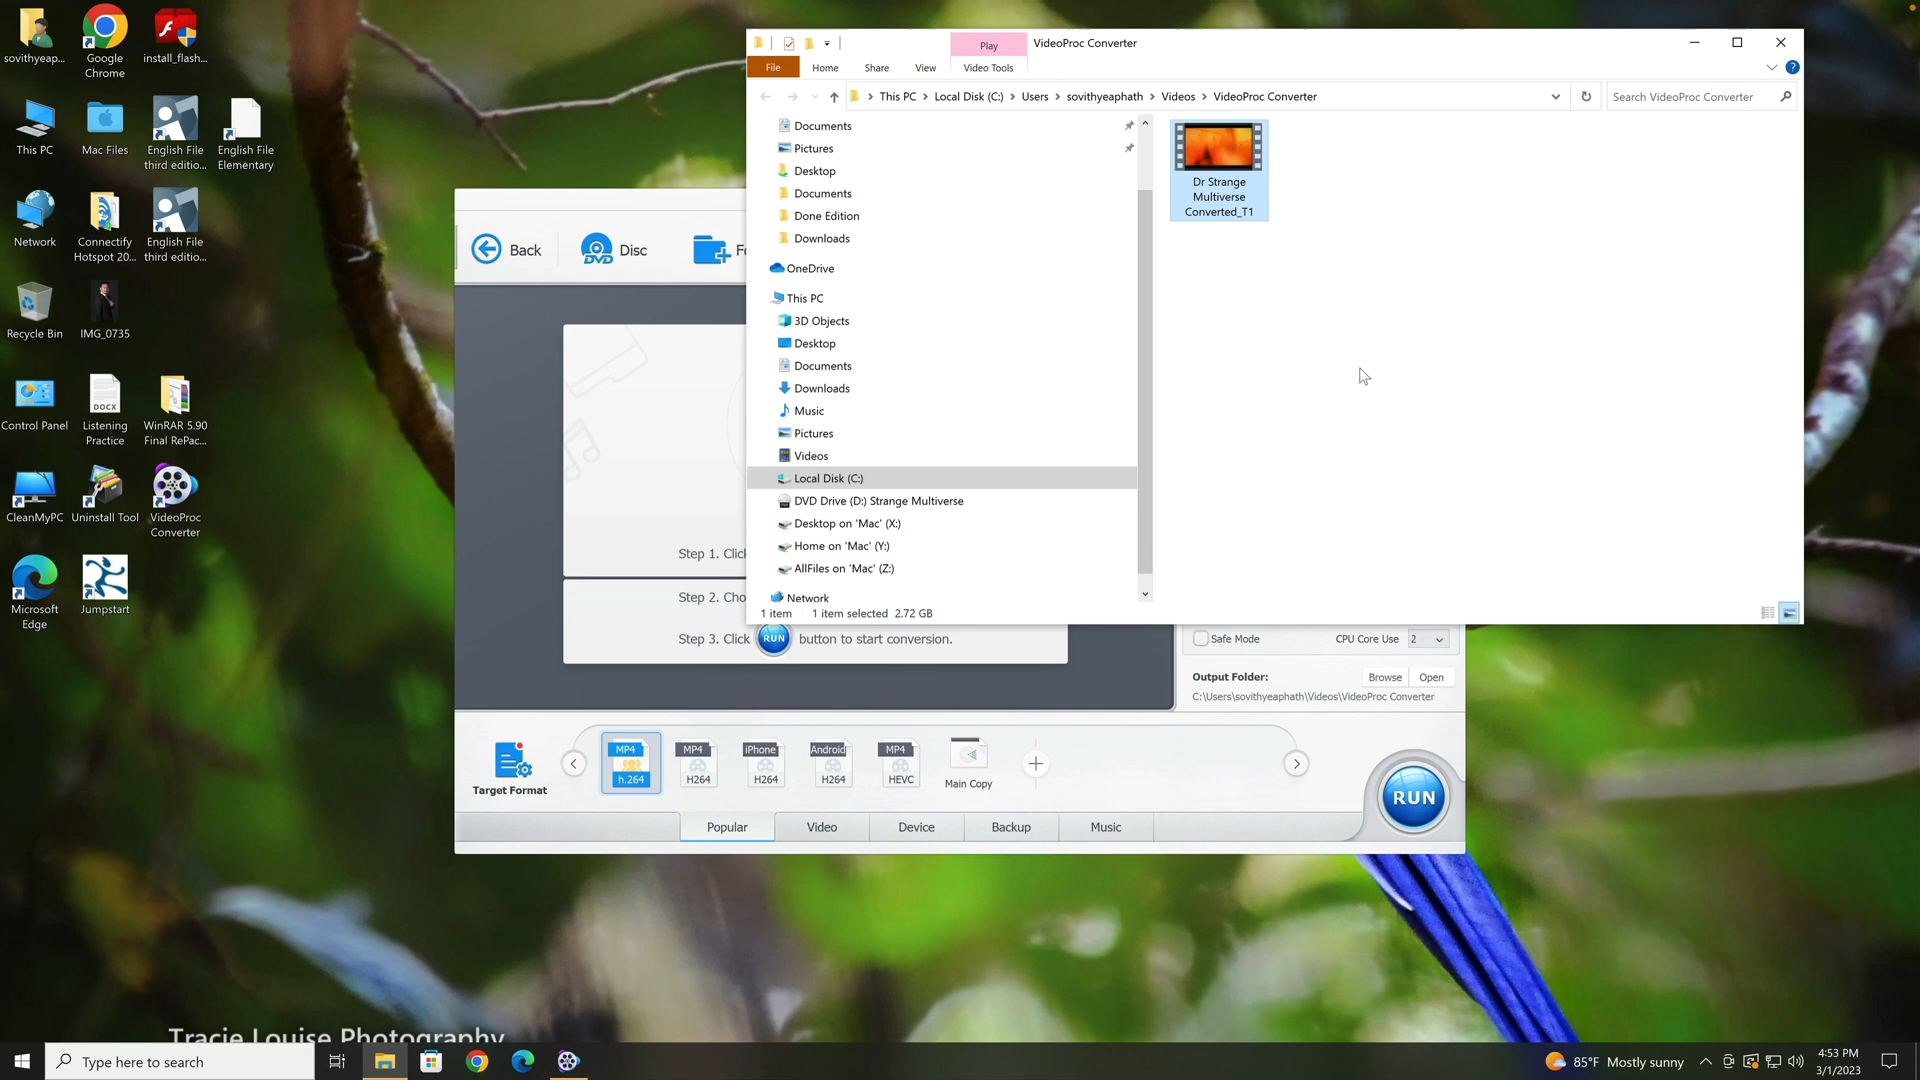 sovithyeap...
Google
Chrome
install_flash...
This PC
Mac Files
English File
third editio...
English File
Elementary
Network
Connectify
Hotspot 20...
English File
third editio...
Recycle Bin
IMG_0735
Control Panel
DOCX
Listening
Practice
WinRAR 5.90
Final RePac...
CleanMyPC
Uninstall Tool
VideoProc
Converter
Microsoft
Edge
Jumpstart
Play
VideoProc Converter
File
Home
Share
View
Video Tools
?
This PC
Local Disk (C:)
Users
sovithyeaphath
Videos
VideoProc Converter
Search VideoProc Converter
Documents
Pictures
Desktop
Documents
Done Edition
Downloads
OneDrive
This PC
3D Objects
Desktop
Documents
Downloads
Music
Pictures
Videos
Local Disk (C:)
DVD Drive (D:) Strange Multiverse
Desktop on 'Mac' (X:)
Home on 'Mac' (Y:)
AllFiles on 'Mac' (Z:)
Network
Dr Strange
Multiverse
Converted_T1
1 item
1 item selected 2.72 GB
Back
DVD
Disc
Step 1. Click
Step 2. Cho
Step 3. Click RUN button to start conversion.
Safe Mode
CPU Core Use
2
Output Folder:
Browse
Open
C:\Users\sovithyeaphath\Videos\VideoProc Converter
Target Format
MP4
h.264
MP4
H264
iPhone
H264
Android
H264
MP4
HEVC
Main Copy
RUN
Popular
Video
Device
Backup
Music
Tracie Louise Photography
Type here to search
85°F Mostly sunny
4:53 PM
3/1/2023